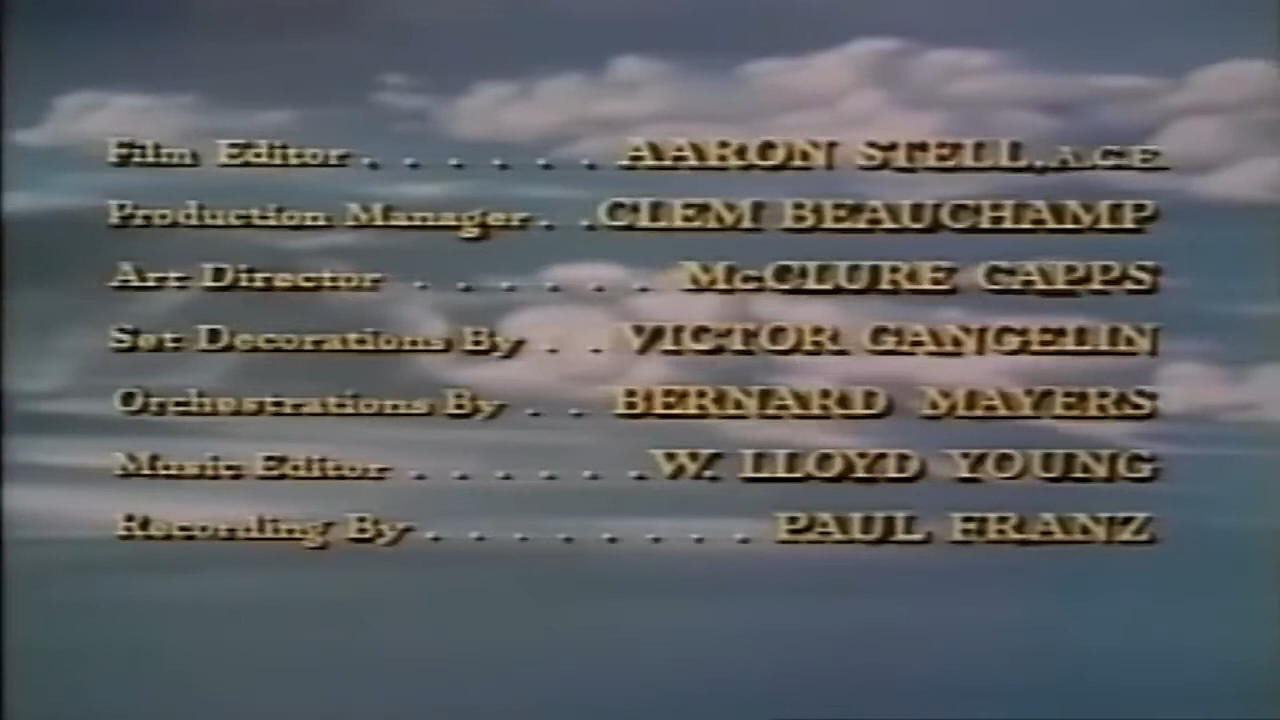 Film Editor . . . . . . AARON STELL, A.C.E.
Production Manager . . CLEM BEAUCHAMP
Art Director . . . . . . McCLURE CAPPS
Set Decorations By . . VICTOR GANGELIN
Orchestrations By . . BERNARD MAYERS
Music Editor . . . . . . W. LLOYD YOUNG
Recording By . . . . . . . . PAUL FRANZ